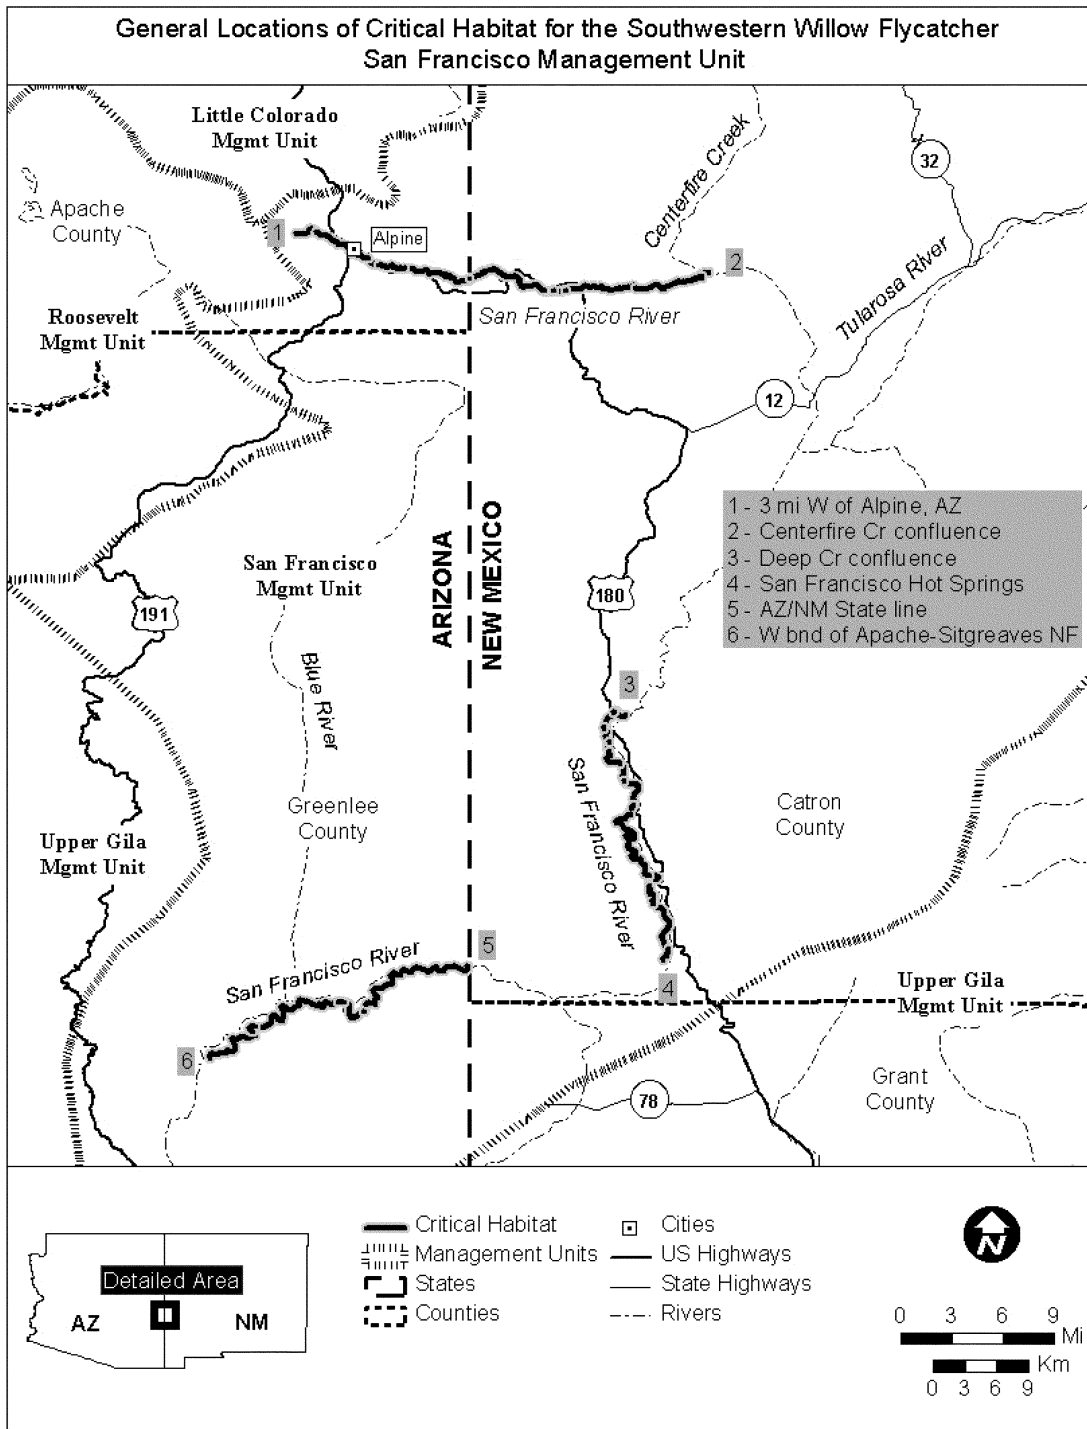 General Locations of Critical Habitat for the Southwestern Willow Flycatcher
San Francisco Management Unit
Little Colorado
Mgmt Unit
Centerfire Creek
32
Apache
County
1
Alpine
2
Tularosa River
San Francisco River
Roosevelt
Mgmt Unit
12
1 - 3 mi W of Alpine, AZ
2 - Centerfire Cr confluence
3 - Deep Cr confluence
4 - San Francisco Hot Springs
5 - AZ/NM State line
6 - W bnd of Apache-Sitgreaves NF
ARIZONA
NEW MEXICO
San Francisco
Mgmt Unit
191
180
Blue River
3
San Francisco River
Greenlee
County
Catron
County
Upper Gila
Mgmt Unit
San Francisco River
5
4
Upper Gila
Mgmt Unit
6
78
Grant
County
Detailed Area
AZ
NM
Critical Habitat
Management Units
States
Counties
Cities
US Highways
State Highways
Rivers
N
0 3 6 9
Mi
Km
0 3 6 9